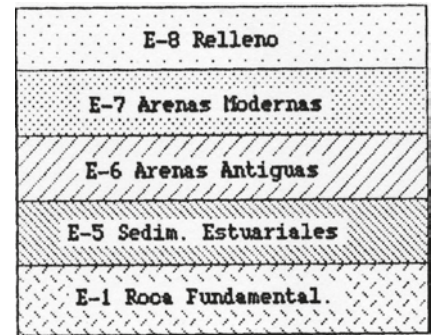 E-8 Relleno
E-7 Arenas Modernas
E-6 Arenas Antiguas
E-5 Sedim. Estuariales
E-1 Roca Fundamental.